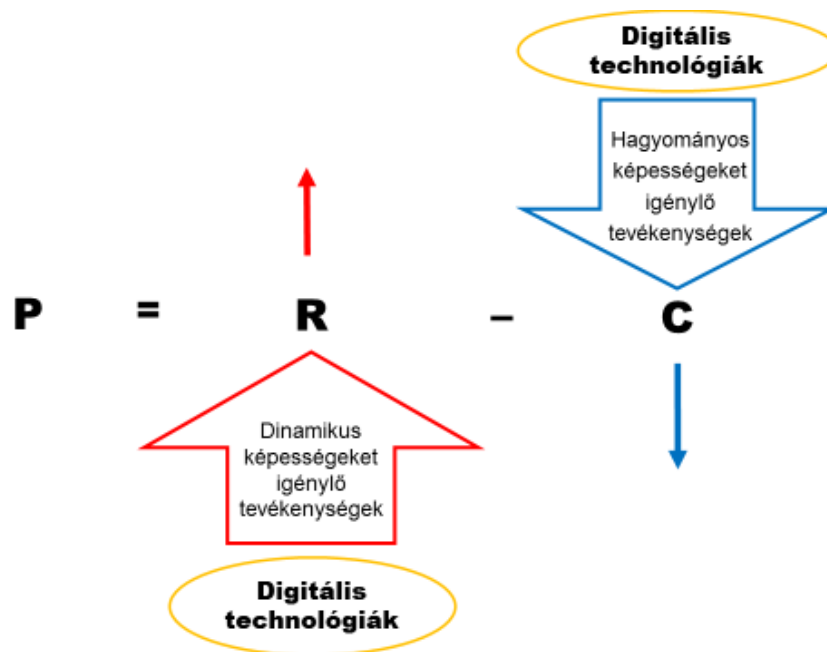 Digitális
technológiák
Hagyományos
képességeket
igénylő
tevékenységek
P = R – C
Dinamikus
képességeket
igénylő
tevékenységek
Digitális
technológiák